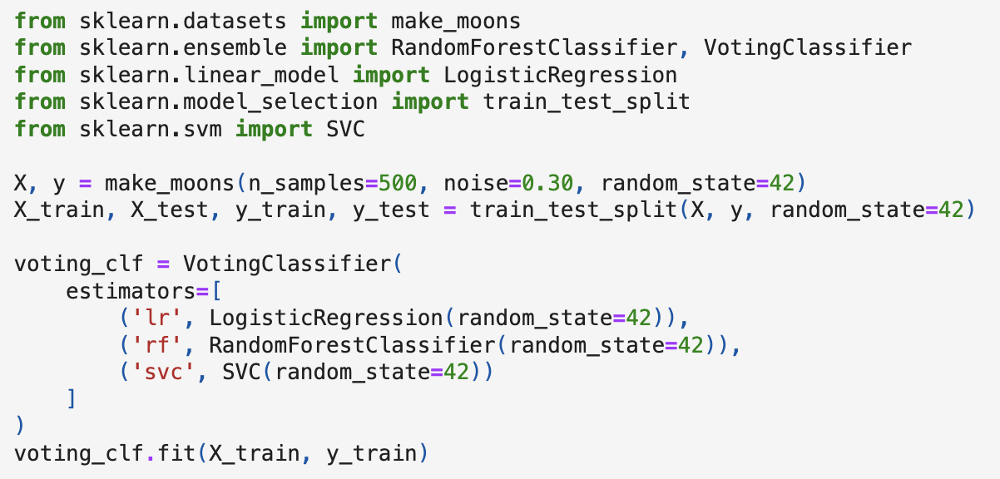 from sklearn.datasets import make_moons
from sklearn.ensemble import RandomForestClassifier, VotingClassifier
from sklearn.linear_model import LogisticRegression
from sklearn.model_selection import train_test_split
from sklearn.svm import SVC

X, y = make_moons(n_samples=500, noise=0.30, random_state=42)
X_train, X_test, y_train, y_test = train_test_split(X, y, random_state=42)

voting_clf = VotingClassifier(
    estimators=[
        ('lr', LogisticRegression(random_state=42)),
        ('rf', RandomForestClassifier(random_state=42)),
        ('svc', SVC(random_state=42))
    ]
)
voting_clf.fit(X_train, y_train)